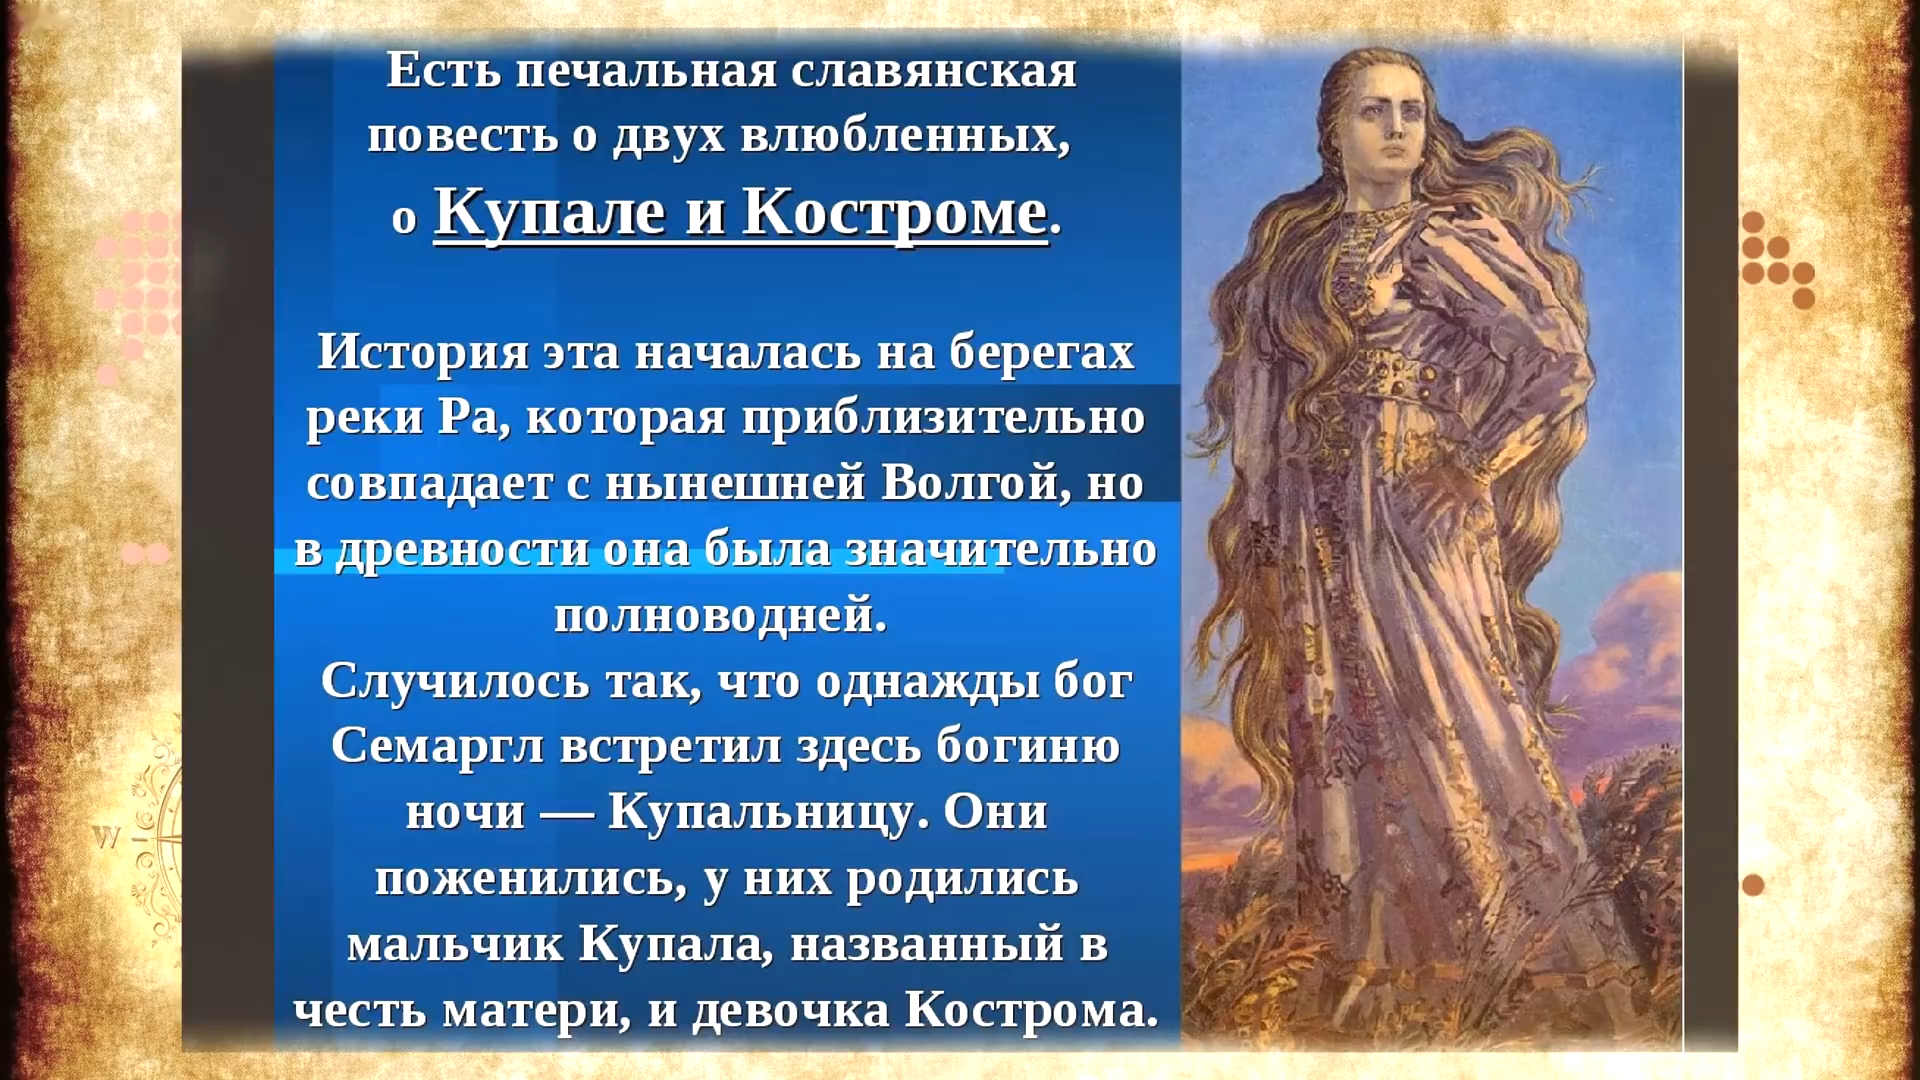 Есть печальная славянская
повесть о двух влюбленных,
о Купале и Костроме.
История эта началась на берегах
реки Ра, которая приблизительно
совпадает с нынешней Волгой, но
в древности она была значительно
полноводней.
Случилось так, что однажды бог
Семаргл встретил здесь богиню
ночи — Купальницу. Они
поженились, у них родились
мальчик Купала, названный в
честь матери, и девочка Кострома.
W